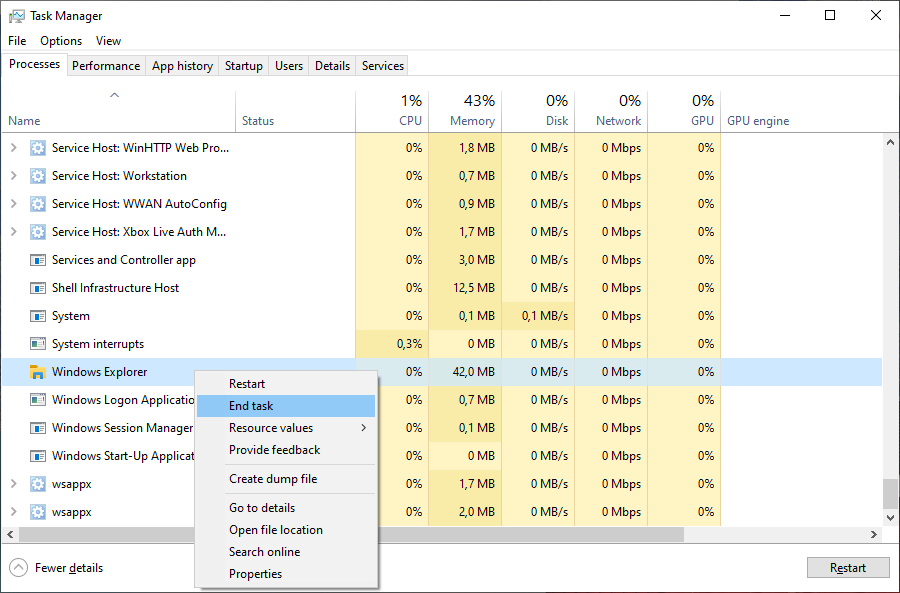 Task Manager
File Options View
Processes Performance App history Startup Users Details Services
1% 43% 0% 0% 0%
Name Status CPU Memory Disk Network GPU GPU engine
Service Host: WinHTTP Web Pro... 0% 1,8 MB 0 MB/s 0 Mbps 0%
Service Host: Workstation 0% 0,7 MB 0 MB/s 0 Mbps 0%
Service Host: WWAN AutoConfig 0% 0,9 MB 0 MB/s 0 Mbps 0%
Service Host: Xbox Live Auth M... 0% 1,7 MB 0 MB/s 0 Mbps 0%
Services and Controller app 0% 3,0 MB 0 MB/s 0 Mbps 0%
Shell Infrastructure Host 0% 12,5 MB 0 MB/s 0 Mbps 0%
System 0% 0,1 MB 0,1 MB/s 0 Mbps 0%
System interrupts 0,3% 0 MB 0 MB/s 0 Mbps 0%
Windows Explorer 0% 42,0 MB 0 MB/s 0 Mbps 0%
Windows Logon Applicatio 0% 0,7 MB 0 MB/s 0 Mbps 0%
Windows Session Manager 0% 0,1 MB 0 MB/s 0 Mbps 0%
Windows Start-Up Applicat 0% 0 MB 0 MB/s 0 Mbps 0%
wsappx 0% 1,7 MB 0 MB/s 0 Mbps 0%
wsappx 0% 2,0 MB 0 MB/s 0 Mbps 0%
Restart
End task
Resource values
Provide feedback
Create dump file
Go to details
Open file location
Search online
Properties
Fewer details Restart